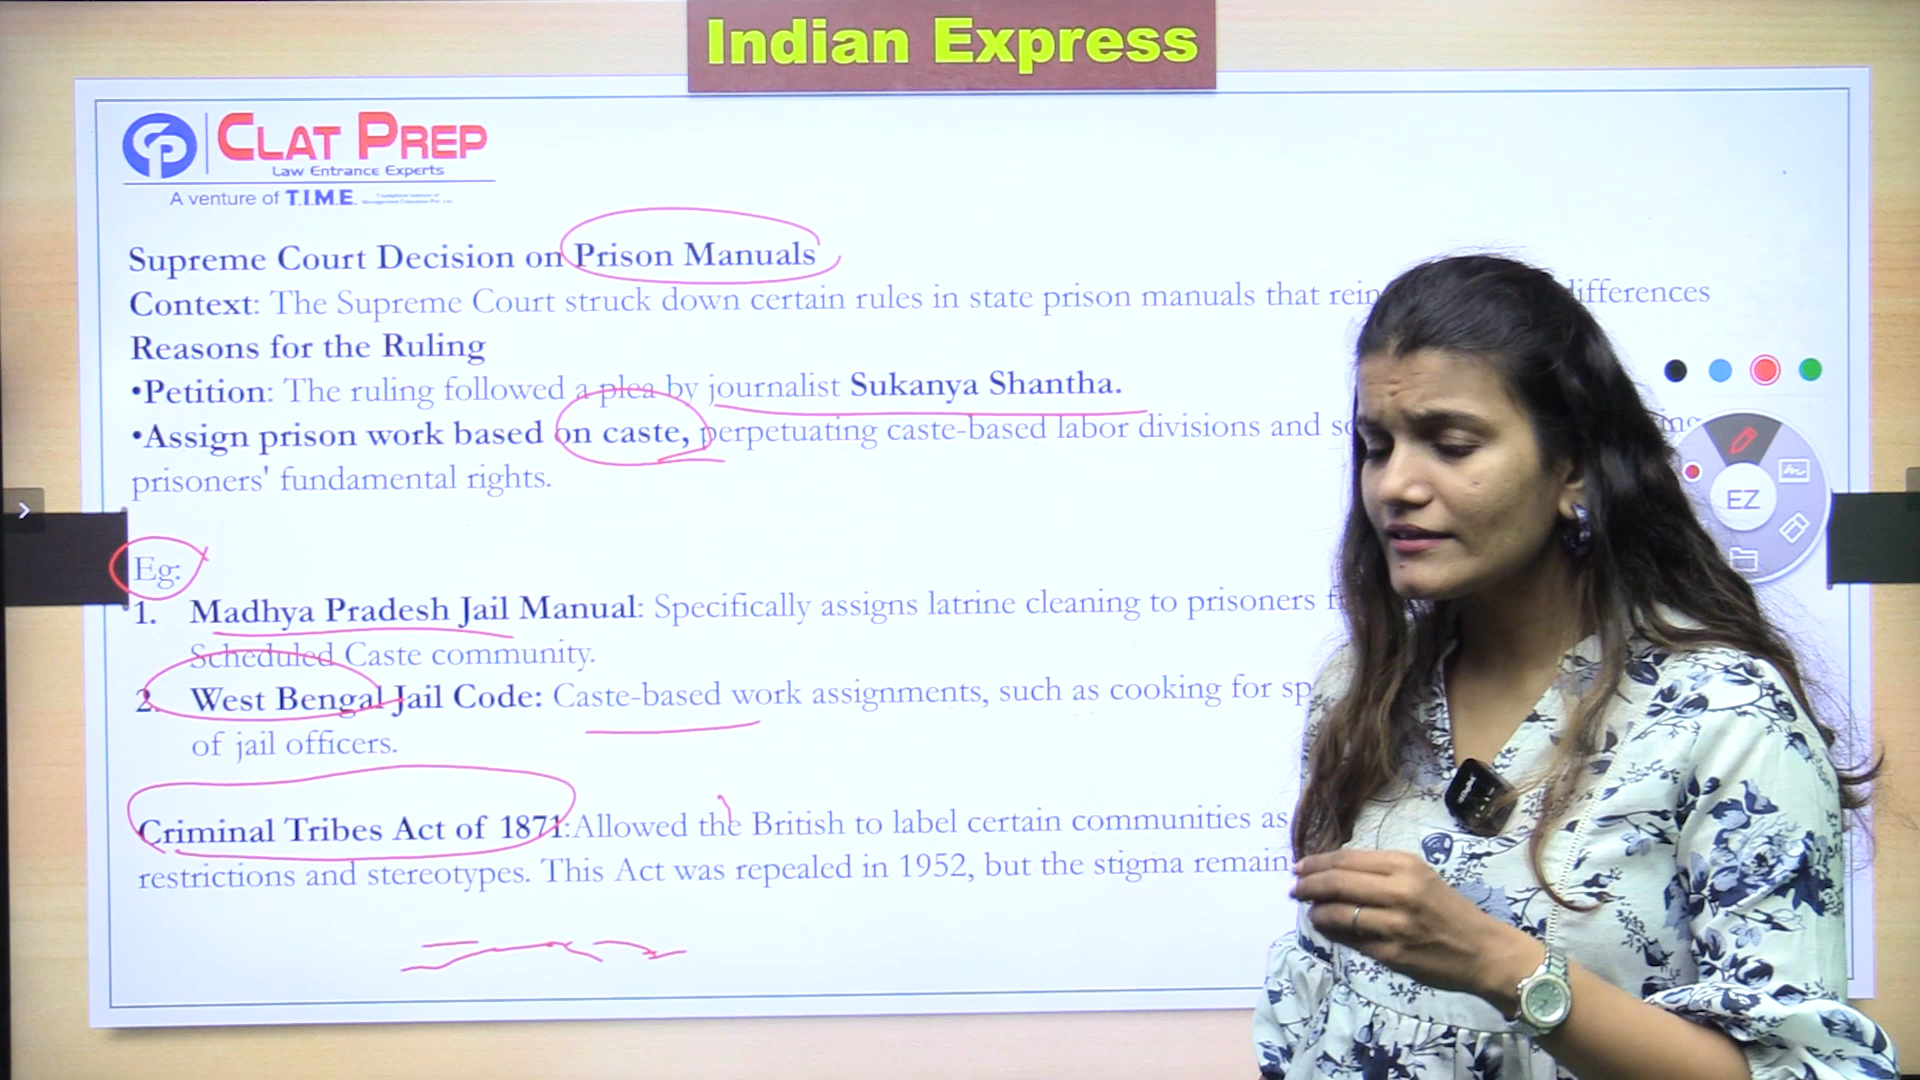 Indian Express
CLAT PREP
Law Entrance Experts
A venture of T.I.M.E.
Supreme Court Decision on Prison Manuals
Context: The Supreme Court struck down certain rules in state prison manuals that rein ifferences
Reasons for the Ruling
•Petition: The ruling followed a plea by journalist Sukanya Shantha.
•Assign prison work based on caste, perpetuating caste-based labor divisions and
prisoners' fundamental rights.
EZ
Eg:
1. Madhya Pradesh Jail Manual: Specifically assigns latrine cleaning to prisoners
Scheduled Caste community.
2. West Bengal Jail Code: Caste-based work assignments, such as cooking for sp
of jail officers.
Criminal Tribes Act of 1871:Allowed the British to label certain communities as
restrictions and stereotypes. This Act was repealed in 1952, but the stigma remain